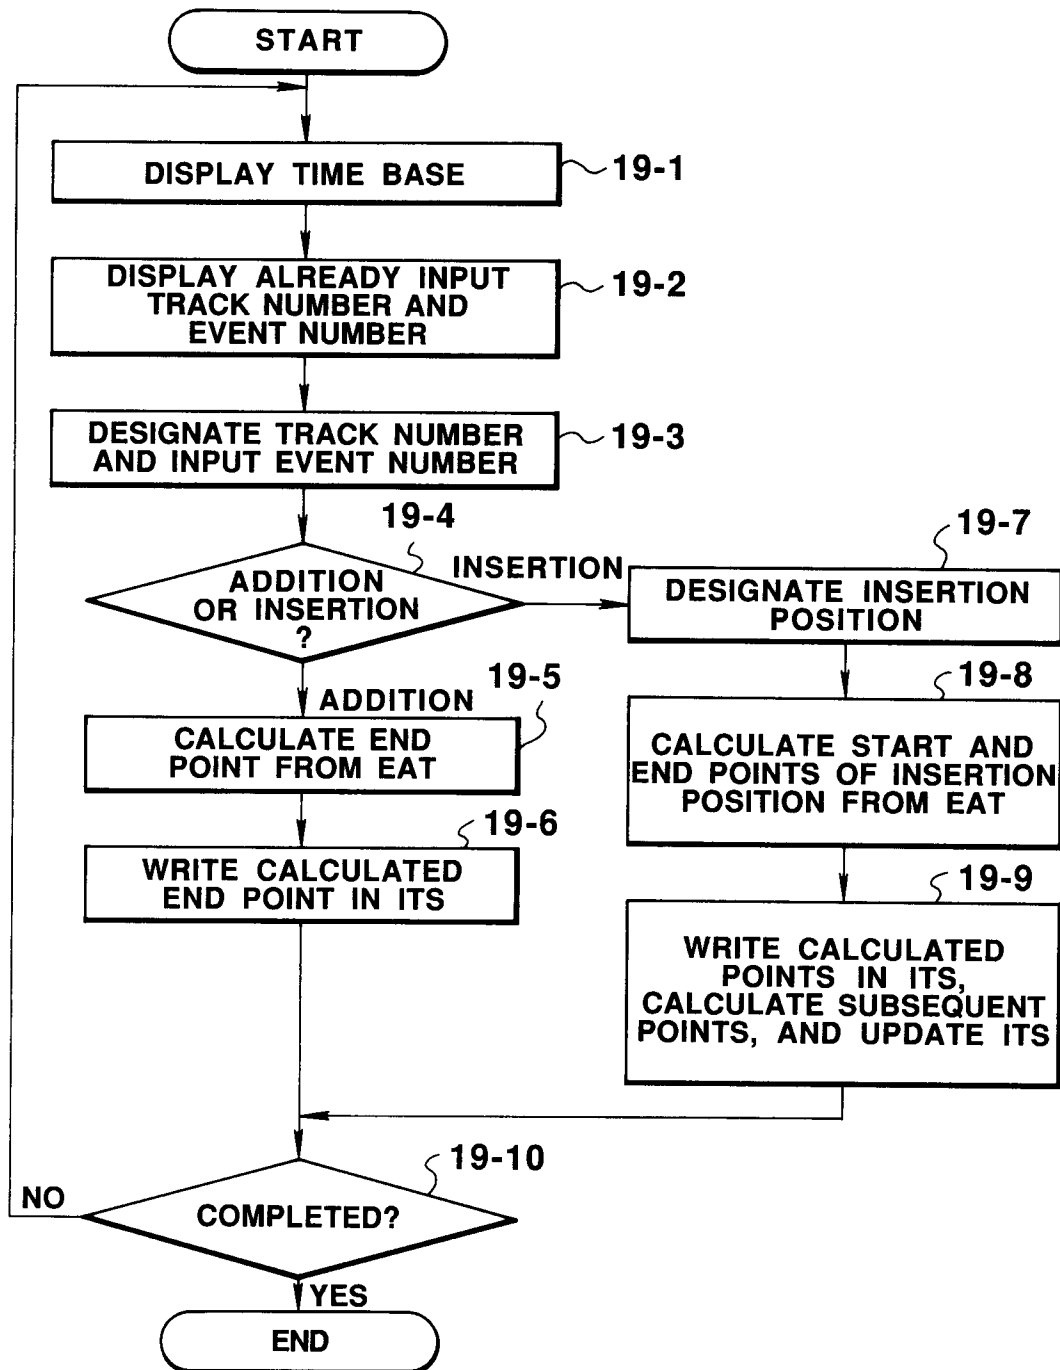 START
DISPLAY TIME BASE
19-1
DISPLAY ALREADY INPUT
TRACK NUMBER AND
EVENT NUMBER
19-2
DESIGNATE TRACK NUMBER
AND INPUT EVENT NUMBER
19-3
19-4
ADDITION
OR INSERTION
?
INSERTION
ADDITION
19-5
CALCULATE END
POINT FROM EAT
19-6
WRITE CALCULATED
END POINT IN ITS
19-7
DESIGNATE INSERTION
POSITION
19-8
CALCULATE START AND
END POINTS OF INSERTION
POSITION FROM EAT
19-9
WRITE CALCULATED
POINTS IN ITS,
CALCULATE SUBSEQUENT
POINTS, AND UPDATE ITS
19-10
COMPLETED?
NO
YES
END